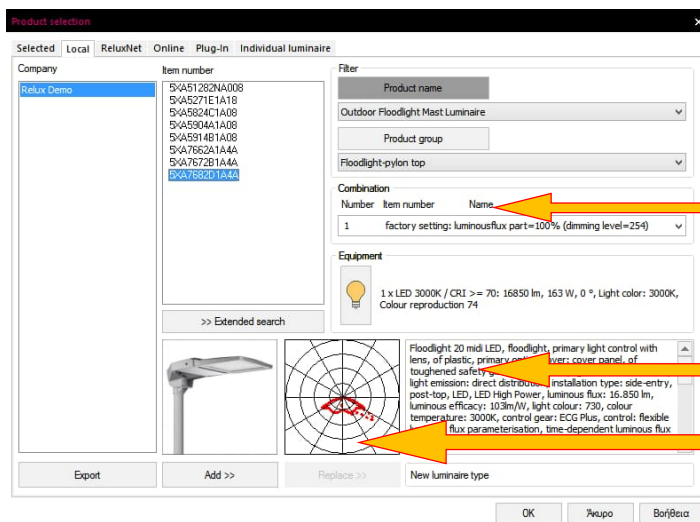 Product selection
Selected Local ReluxNet Online Plug-In Individual luminaire
Company
Relux Demo
Item number
5XA51282NA008
5XA5271E1A18
5XA5824C1A08
5XA5904A1A08
5XA5914B1A08
5XA7662A1A4A
5XA7672B1A4A
5XA7682D1A4A
>> Extended search
Filter
Product name
Outdoor Floodlight Mast Luminaire
Product group
Floodlight-pylon top
Combination
Number Item number Name
1 factory setting: luminousflux part=100% (dimming level=254)
Equipment
1 x LED 3000K / CRI >= 70: 16850 lm, 163 W, 0 °, Light color: 3000K,
Colour reproduction 74
Floodlight 20 midi LED, floodlight, primary light control with
lens, of plastic, primary cover: cover panel, of
toughened safety
light emission: direct distribution, installation type: side-entry,
post-top, LED, LED High Power, luminous flux: 16.850 lm,
luminous efficacy: 103lm/W, light colour: 730, colour
temperature: 3000K, control gear: ECG Plus, control: flexible
flux parameterisation, time-dependent luminous flux
Export
Add >>
Replace >>
New luminaire type
OK
Άκυρο
Βοήθεια